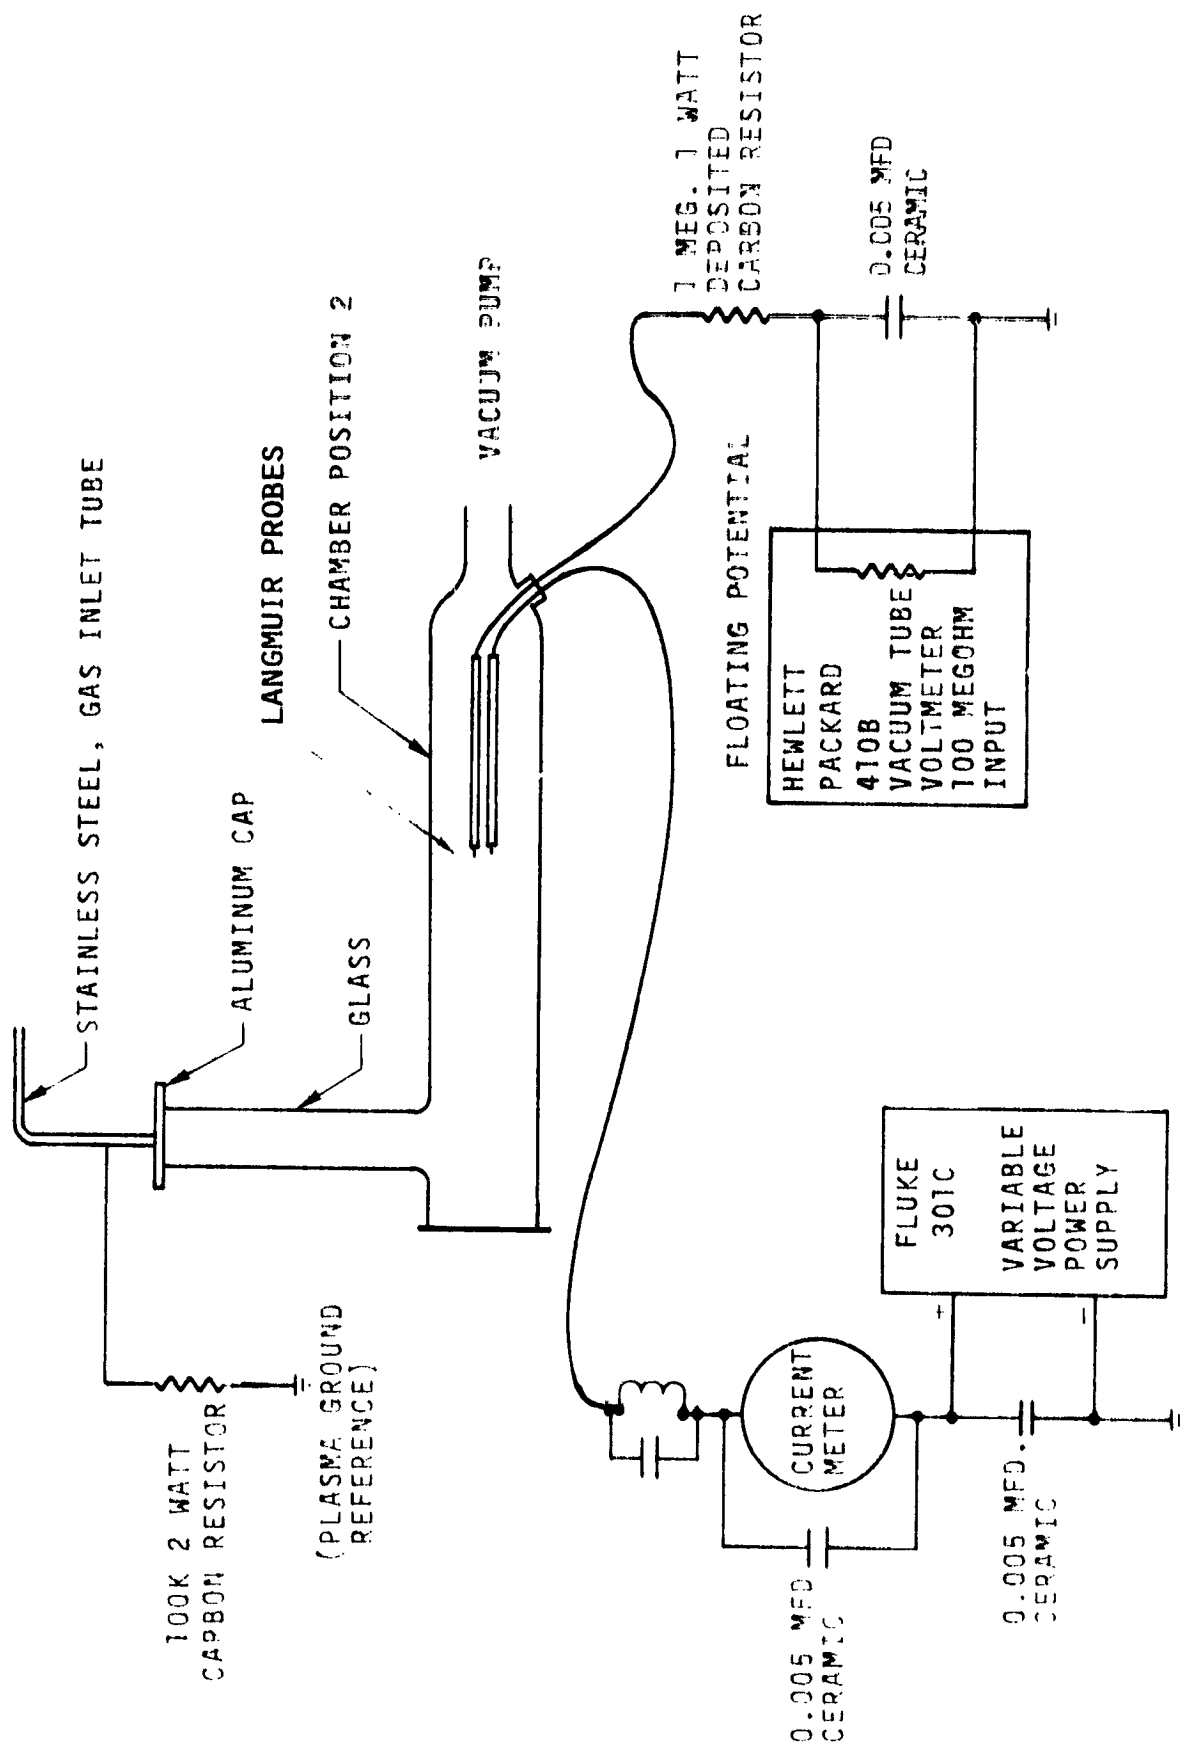 STAINLESS STEEL, GAS INLET TUBE
ALUMINUM CAP
GLASS
LANGMUIR PROBES
CHAMBER POSITION 2
VACUUM PUMP
100K 2 WATT
CARBON RESISTOR
(PLASMA GROUND
REFERENCE)
1 MEG. 1 WATT
DEPOSITED
CARBON RESISTOR
0.005 MFD
CERAMIC
FLOATING POTENTIAL
HEWLETT
PACKARD
410B
VACUUM TUBE
VOLTMETER
100 MEGOHM
INPUT
CURRENT
METER
0.005 MFD
CERAMIC
FLUKE
301C
VARIABLE
VOLTAGE
POWER
SUPPLY
+
-
0.005 MFD.
CERAMIC